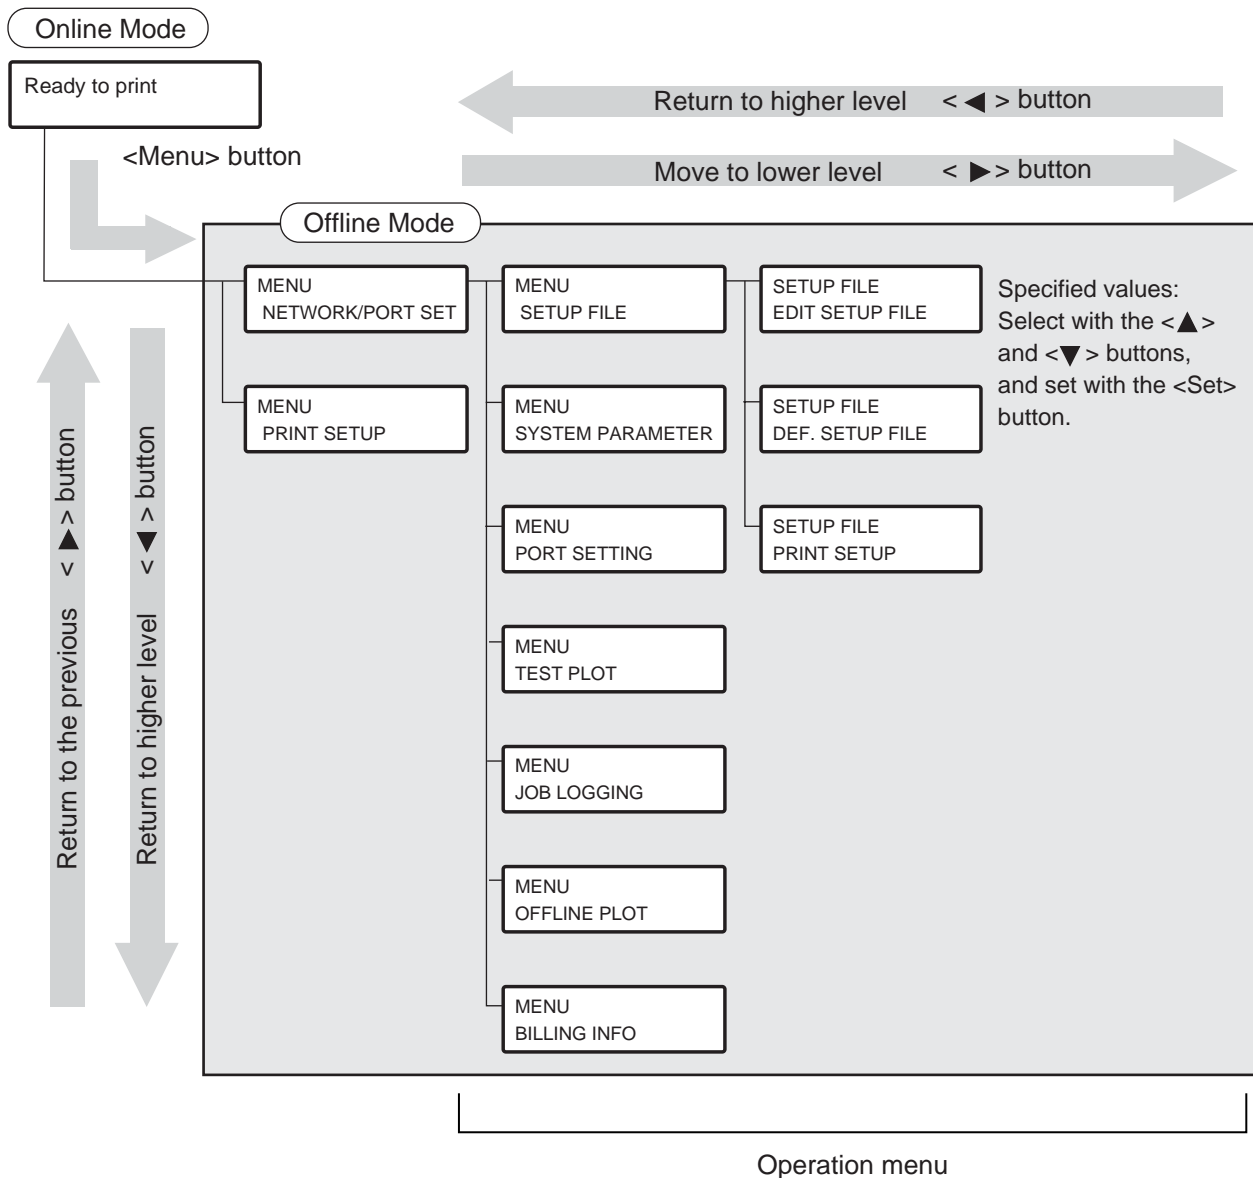 Online Mode
Ready to print
<Menu> button
Return to higher level < ◀ > button
Move to lower level < ▶ > button
Offline Mode
MENU
NETWORK/PORT SET
MENU
PRINT SETUP
MENU
SETUP FILE
MENU
SYSTEM PARAMETER
MENU
PORT SETTING
MENU
TEST PLOT
MENU
JOB LOGGING
MENU
OFFLINE PLOT
MENU
BILLING INFO
SETUP FILE
EDIT SETUP FILE
SETUP FILE
DEF. SETUP FILE
SETUP FILE
PRINT SETUP
Specified values:
Select with the <▲>
and <▼> buttons,
and set with the <Set>
button.
Return to the previous < ▲ > button
Return to higher level < ▼ > button
Operation menu